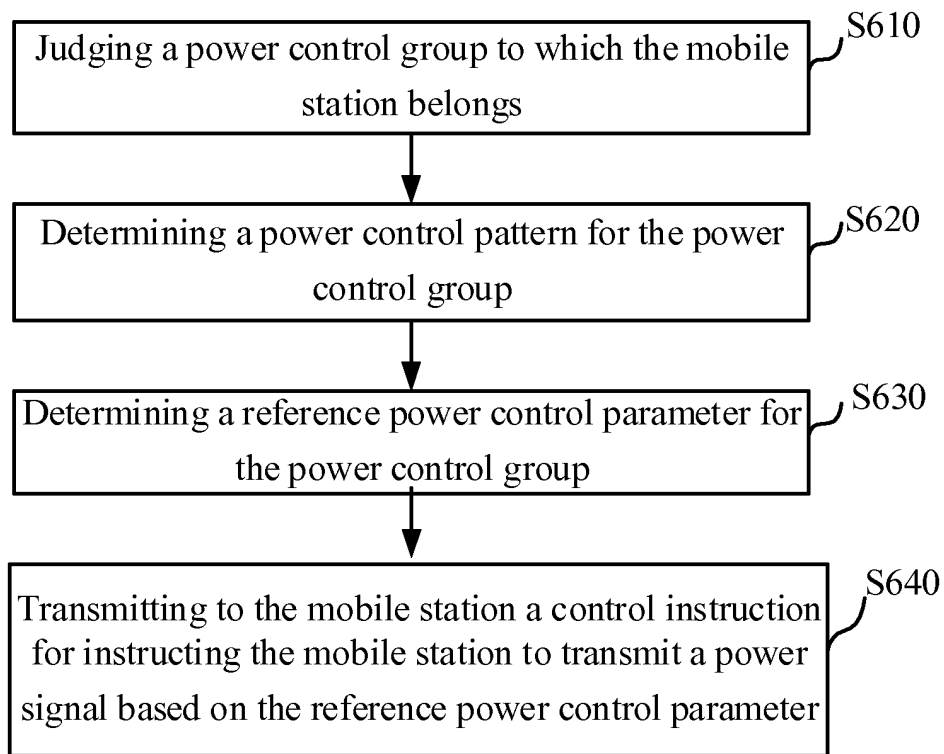 S610
Judging a power control group to which the mobile
station belongs
S620
Determining a power control pattern for the power
control group
S630
Determining a reference power control parameter for
the power control group
S640
Transmitting to the mobile station a control instruction
for instructing the mobile station to transmit a power
signal based on the reference power control parameter